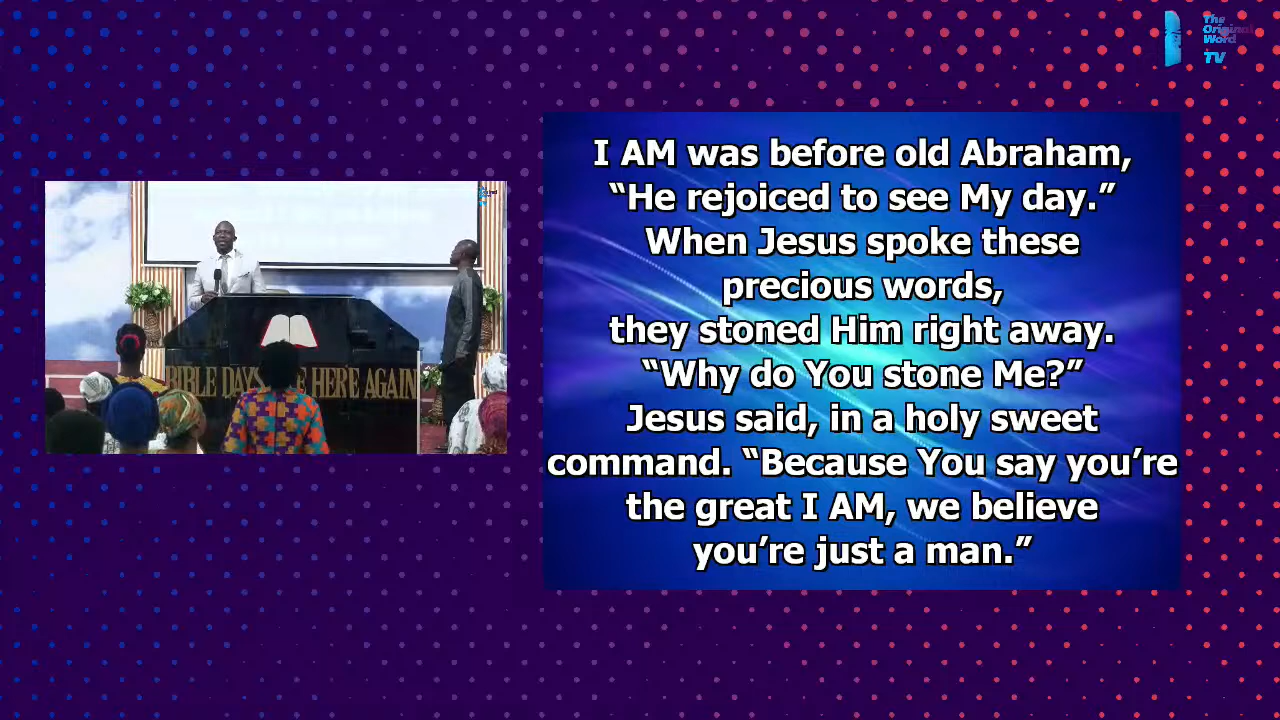 The
Original
Word
TV
I AM was before old Abraham,
“He rejoiced to see My day.”
When Jesus spoke these
precious words,
they stoned Him right away.
“Why do You stone Me?”
Jesus said, in a holy sweet
command. “Because You say you’re
the great I AM, we believe
you’re just a man.”
BIBLE DAYS HERE AGAIN